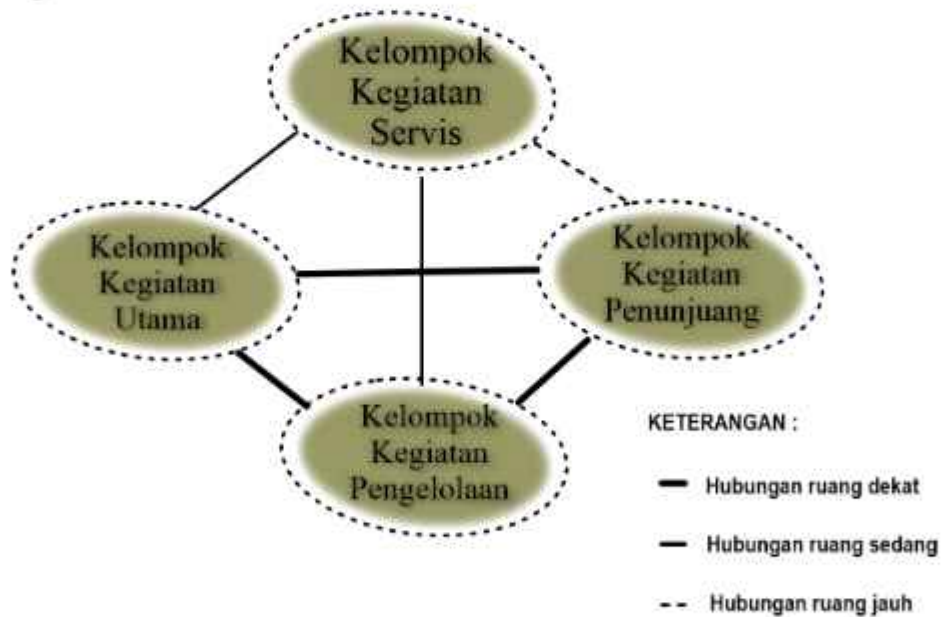 Kelompok
Kegiatan
Servis
Kelompok
Kegiatan
Utama
Kelompok
Kegiatan
Penunjuang
Kelompok
Kegiatan
Pengelolaan
KETERANGAN :
Hubungan ruang dekat
Hubungan ruang sedang
Hubungan ruang jauh